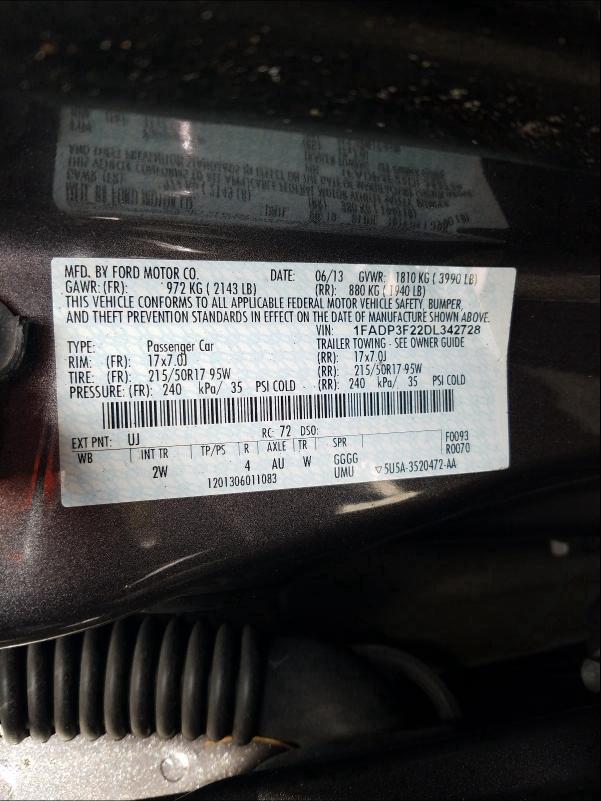 MFD. BY FORD MOTOR CO. DATE: 06/13 GVWR: 1810 KG ( 3990 LB)
GAWR: (FR): 972 KG ( 2143 LB) (RR): 880 KG ( 1940 LB)
THIS VEHICLE CONFORMS TO ALL APPLICABLE FEDERAL MOTOR VEHICLE SAFETY, BUMPER,
AND THEFT PREVENTION STANDARDS IN EFFECT ON THE DATE OF MANUFACTURE SHOWN ABOVE.
VIN: 1FADP3F22DL342728
TYPE: Passenger Car TRAILER TOWING - SEE OWNER GUIDE
RIM: (FR): 17x7.0J (RR): 17x7.0J
TIRE: (FR): 215/50R17 95W (RR): 215/50R17 95W
PRESSURE: (FR): 240 kPa/ 35 PSI COLD (RR): 240 kPa/ 35 PSI COLD
EXT PNT: UJ RC: 72 DSO: F0093
WB INT TR TP/PS R AXLE TR SPR R0070
2W 4 AU W GGGG
UMU ▽5U5A-3520472-AA
1201306011083